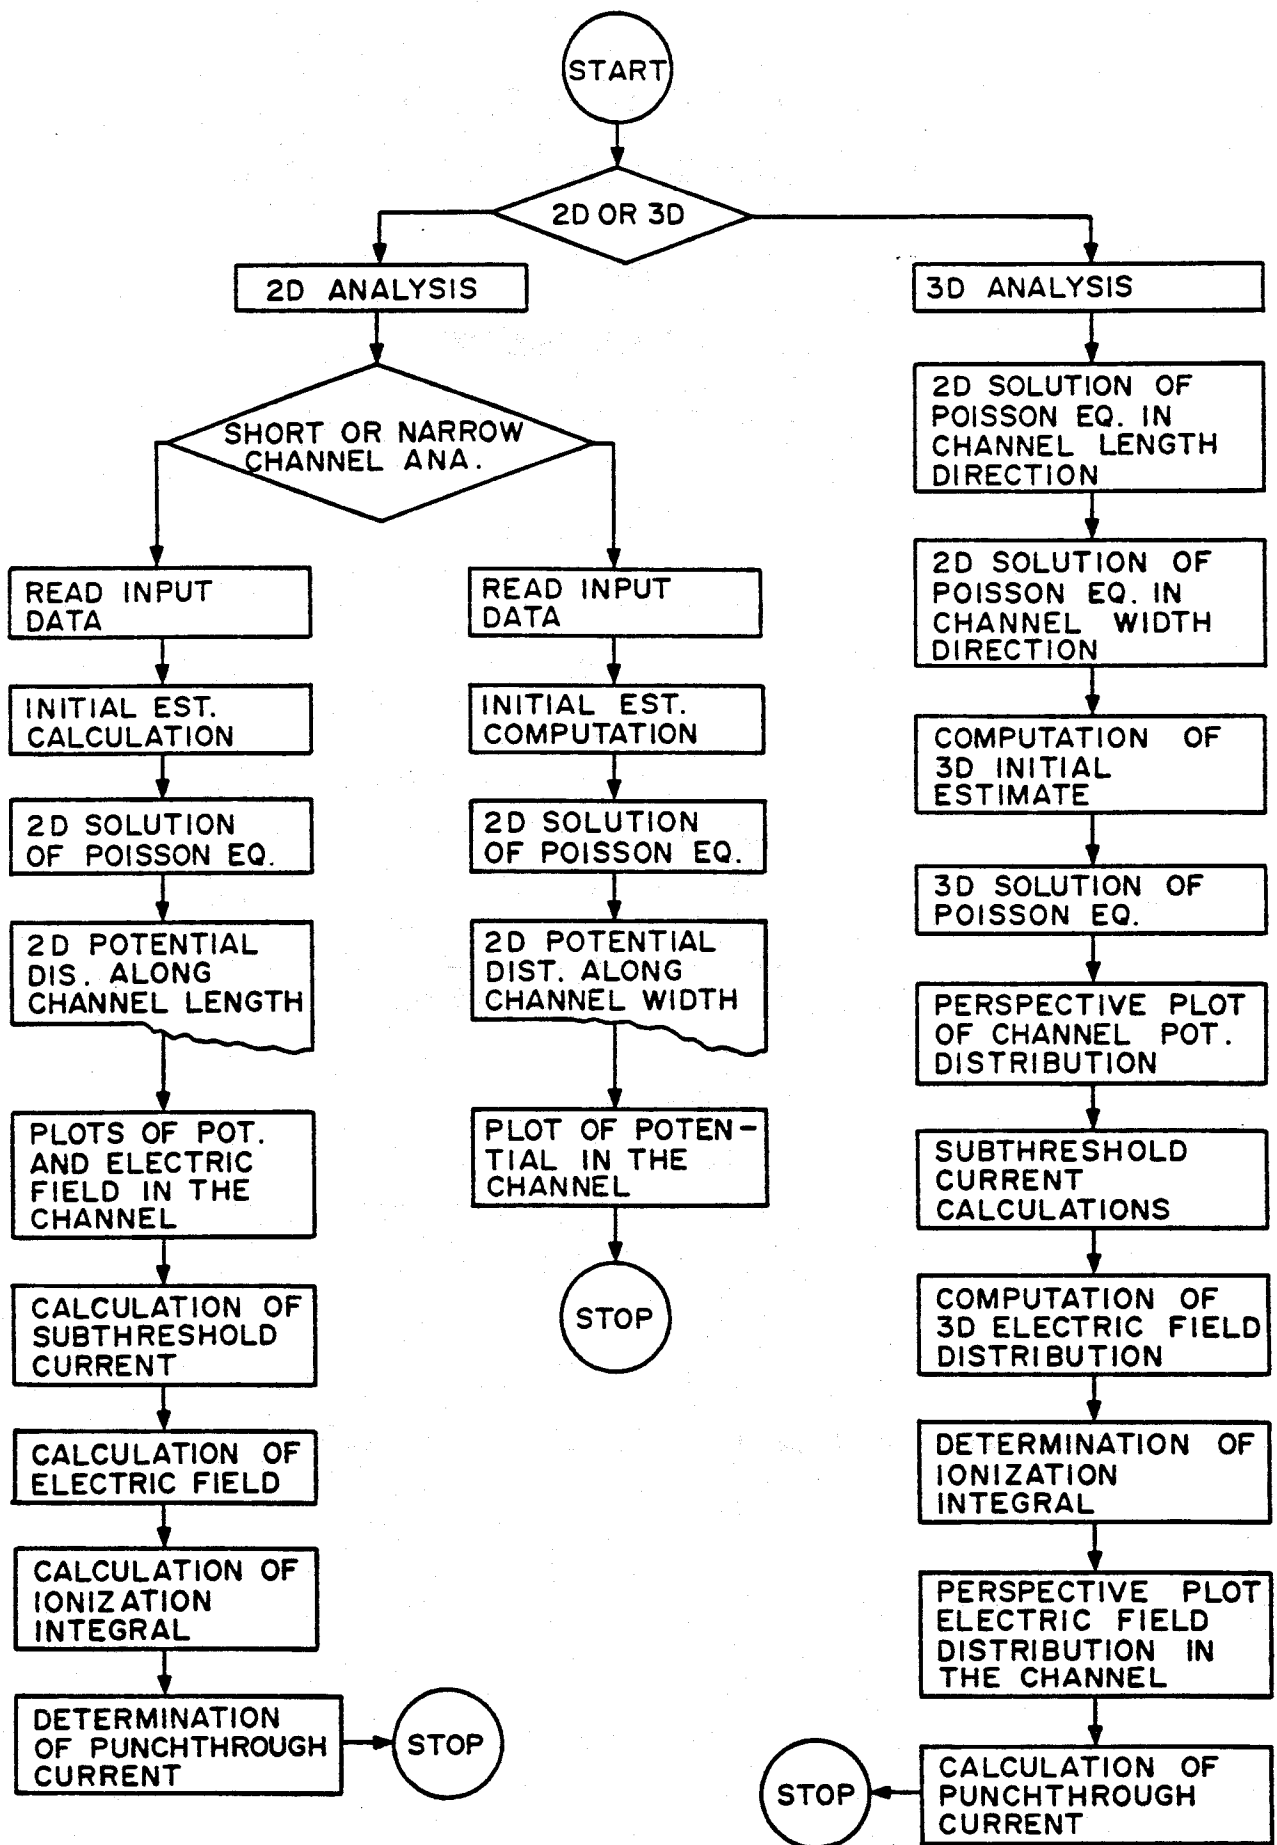 START
2D OR 3D
2D ANALYSIS
SHORT OR NARROW
CHANNEL ANA.
READ INPUT
DATA
INITIAL EST.
CALCULATION
2D SOLUTION
OF POISSON EQ.
2D POTENTIAL
DIS. ALONG
CHANNEL LENGTH
PLOTS OF POT.
AND ELECTRIC
FIELD IN THE
CHANNEL
CALCULATION OF
SUBTHRESHOLD
CURRENT
CALCULATION OF
ELECTRIC FIELD
CALCULATION OF
IONIZATION
INTEGRAL
DETERMINATION
OF PUNCHTHROUGH
CURRENT
STOP
READ INPUT
DATA
INITIAL EST.
COMPUTATION
2D SOLUTION
OF POISSON EQ.
2D POTENTIAL
DIST. ALONG
CHANNEL WIDTH
PLOT OF POTEN-
TIAL IN THE
CHANNEL
STOP
3D ANALYSIS
2D SOLUTION OF
POISSON EQ. IN
CHANNEL LENGTH
DIRECTION
2D SOLUTION OF
POISSON EQ. IN
CHANNEL WIDTH
DIRECTION
COMPUTATION OF
3D INITIAL
ESTIMATE
3D SOLUTION OF
POISSON EQ.
PERSPECTIVE PLOT
OF CHANNEL POT.
DISTRIBUTION
SUBTHRESHOLD
CURRENT
CALCULATIONS
COMPUTATION OF
3D ELECTRIC FIELD
DISTRIBUTION
DETERMINATION OF
IONIZATION
INTEGRAL
PERSPECTIVE PLOT
ELECTRIC FIELD
DISTRIBUTION IN
THE CHANNEL
CALCULATION OF
PUNCHTHROUGH
CURRENT
STOP